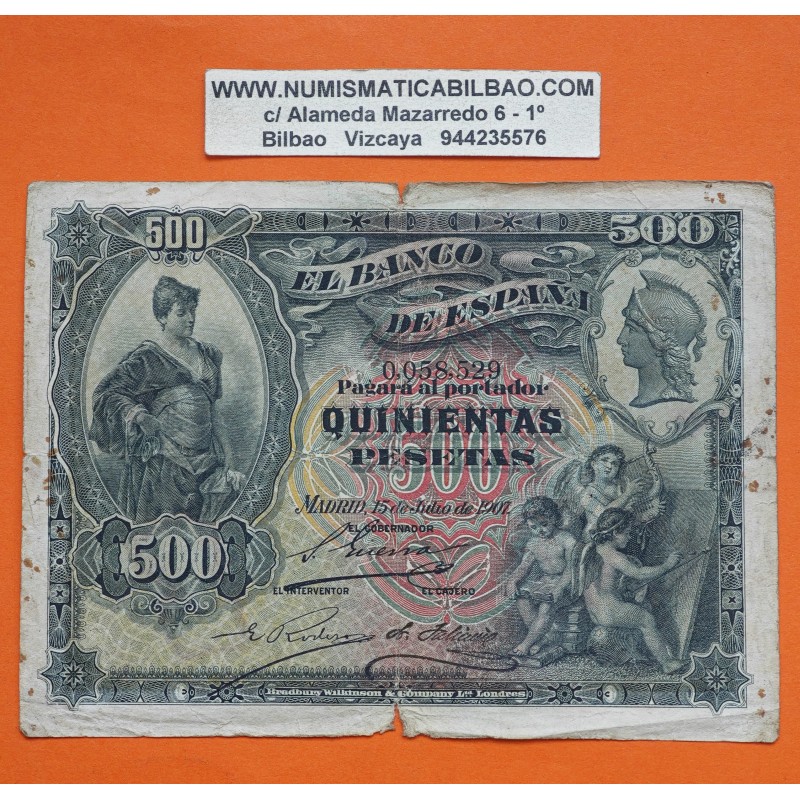 WWW.NUMISMATICABILBAO.COM
c/ Alameda Mazarredo 6 - 1º
Bilbao Vizcaya 944235576
500
500
EL BANCO
DE ESPAÑA
0,058,529
Pagará al portador
QUINIENTAS
500
PESETAS
MADRID, 15 de Julio de 1907.
EL GOBERNADOR
500
EL INTERVENTOR EL CAJERO
Bradbury Wilkinson & Company Ltd. Londres